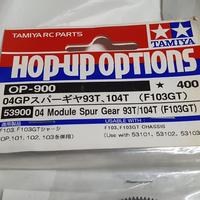 TAMIYA RC PARTS
HOP-UP OPTIONS
TAMIYA
OP-900
★ 400
04GPスパーギヤ93T、104T (F103GT)
53900 04 Module Spur Gear 93T/104T (F103GT)
USABLE WITH
F103, F103GTシャーシ
F103, F103GT CHASSIS
(OP.101, 102, 103を併用)
(Use with 53101, 53102, 53103)